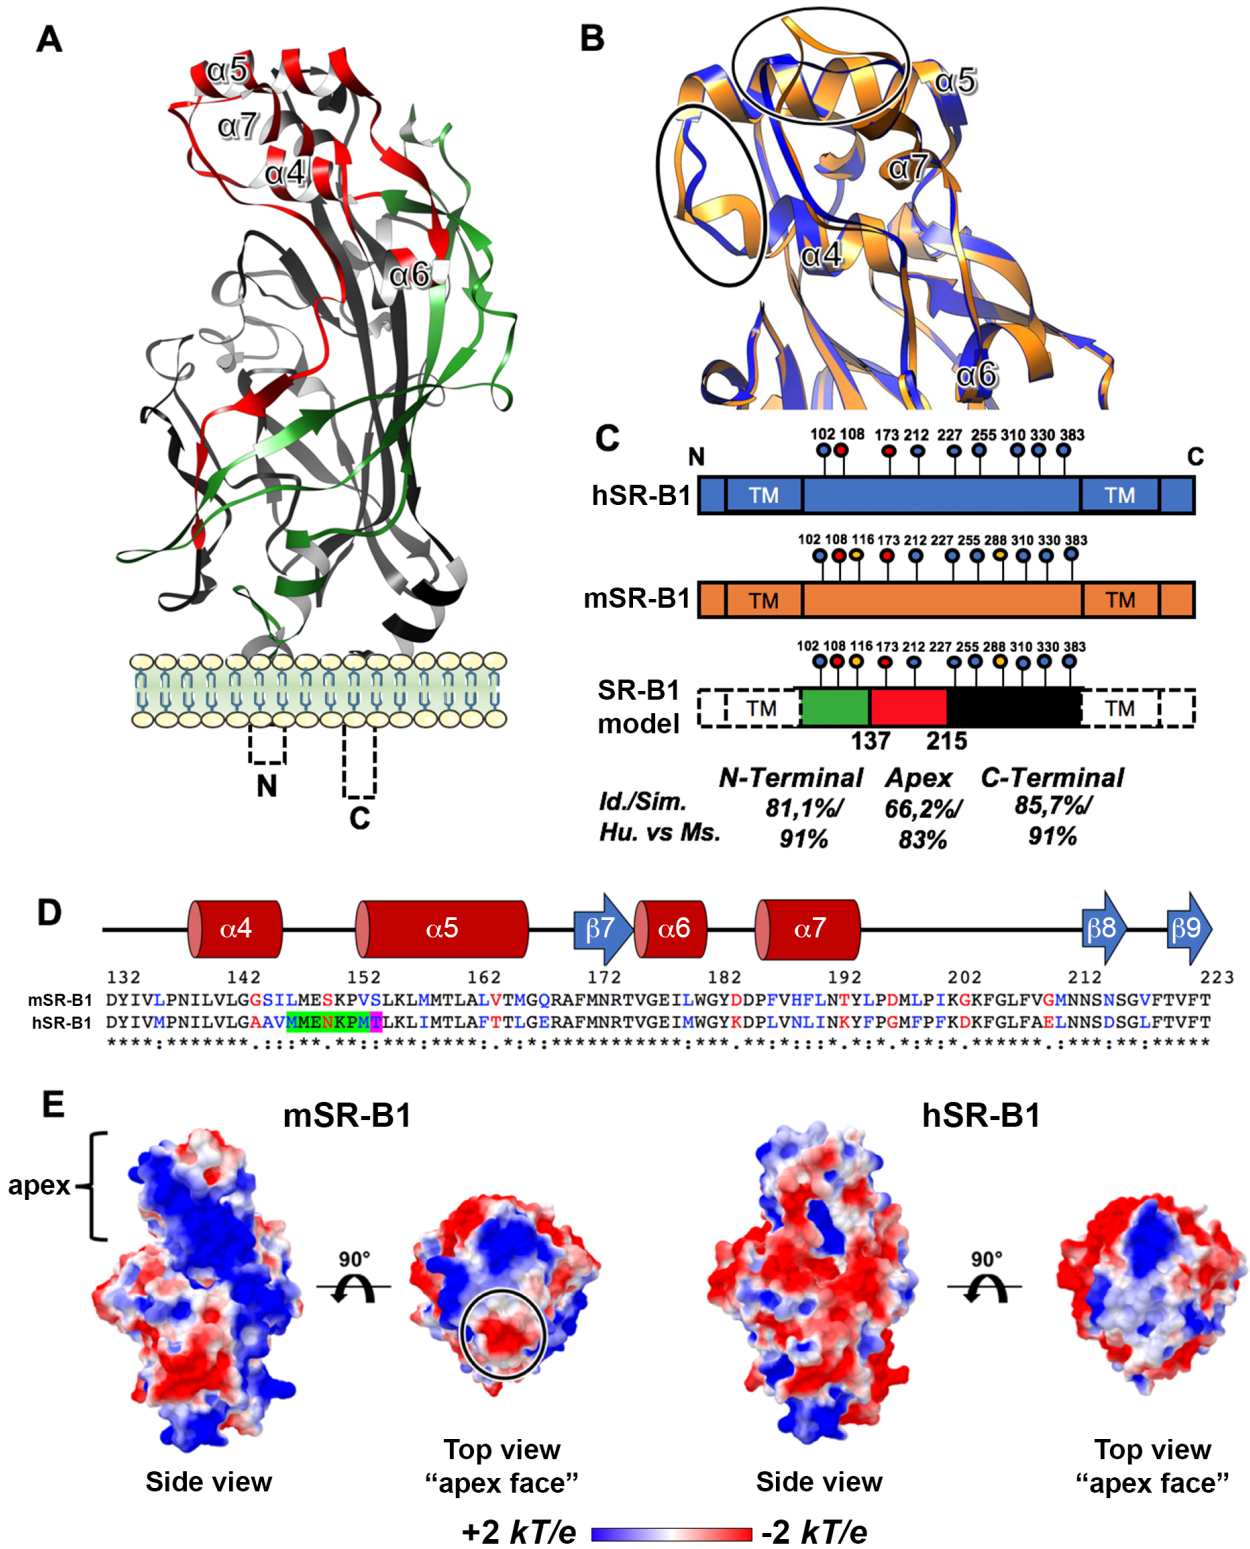 A
α5
α7
α4
α6
N
C
B
α5
α7
α4
α6
C
102 108 173 212 227 255 310 330 383
N C
hSR-B1 TM TM
102 108 116 173 212 227 255 288 310 330 383
mSR-B1 TM TM
102 108 116 173 212 227 255 288 310 330 383
SR-B1
model
TM TM
137 215
N-Terminal Apex C-Terminal
Id./Sim. 81,1%/ 66,2%/ 85,7%/
Hu. vs Ms. 91% 83% 91%
D
α4 α5 β7 α6 α7 β8 β9
132 142 152 162 172 182 192 202 212 223
mSR-B1 DYIVLPNILVLGGSILMESKPVSLKLMMTLALVTMGQRAFMNRTVGEILWGYDDPFVHFLNTYLPDMLPIKGKFGLFVGMNNSNSGVFTVFT
hSR-B1 DYIVMPNILVLGAAVMMENKPMTLKLIMTLAFTTLGERAFMNRTVGEIMWGYKDPLVNLINKYFPGMFPFKDKFGLFAELNNSDSGLFTVFT
E
mSR-B1 hSR-B1
apex
90° 90°
Side view
Top view
“apex face”
Side view
Top view
“apex face”
+2 kT/e -2 kT/e